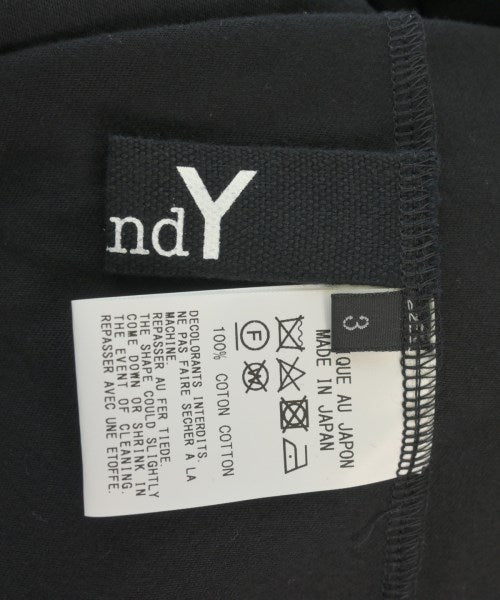 ndY
3
IQUE AU JAPON
MADE IN JAPAN
F
100% COTON COTTON
DECOLORANTS INTERDITS.
NE PAS FAIRE SECHER A LA
MACHINE.
REPASSER AU FER TIEDE.
THE SHAPE COULD SLIGHTLY
COME DOWN OR SHRINK IN
THE EVENT OF CLEANING.
REPASSER AVEC UNE ETOFFE.